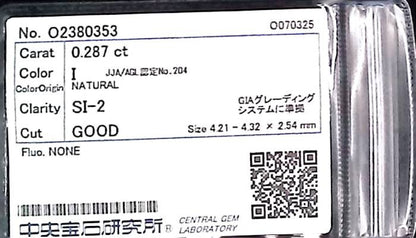 No. O2380353 O070325
Carat 0.287 ct
Color I JJA/AGL認定No.204
ColorOrigin NATURAL
Clarity SI-2 GIAグレーディングシステムに準拠
Cut GOOD Size 4.21 - 4.32 × 2.54 mm
Fluo. NONE
中央宝石研究所® CENTRAL GEM
LABORATORY